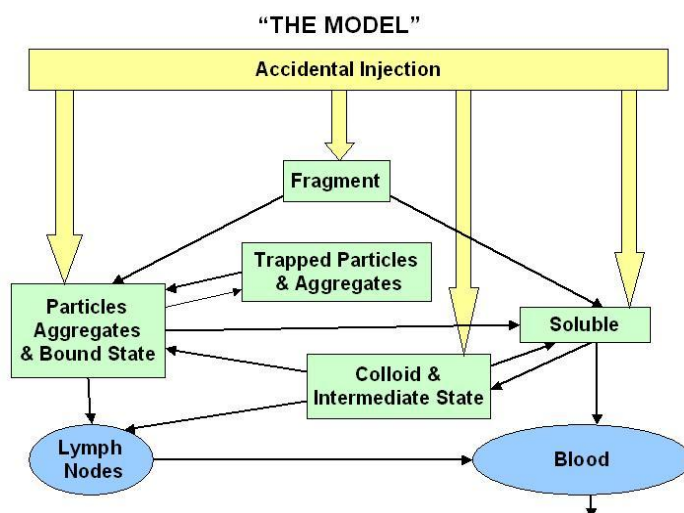 “THE MODEL”
Accidental Injection
Fragment
Trapped Particles
& Aggregates
Particles
Aggregates
& Bound State
Soluble
Colloid &
Intermediate State
Lymph
Nodes
Blood